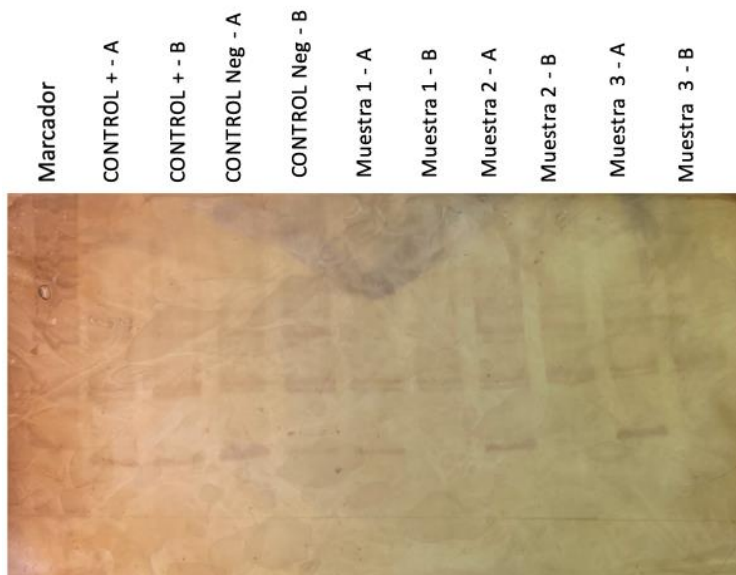 Marcador
CONTROL + - A
CONTROL + - B
CONTROL Neg - A
CONTROL Neg - B
Muestra 1 - A
Muestra 1 - B
Muestra 2 - A
Muestra 2 - B
Muestra 3 - A
Muestra 3 - B